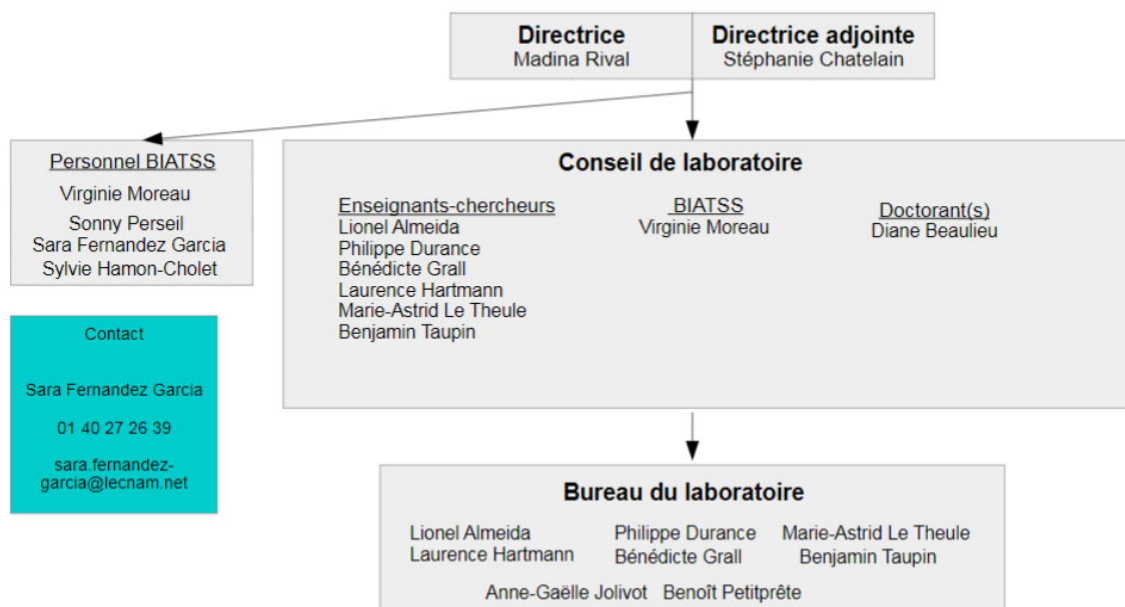 Directrice
Madina Rival
Directrice adjointe
Stéphanie Chatelain
Personnel BIATSS
Virginie Moreau
Sonny Perseil
Sara Fernandez Garcia
Sylvie Hamon-Cholet
Conseil de laboratoire
Enseignants-chercheurs
Lionel Almeida
Philippe Durance
Bénédicte Grall
Laurence Hartmann
Marie-Astrid Le Theule
Benjamin Taupin
BIATSS
Virginie Moreau
Doctorant(s)
Diane Beaulieu
Contact
Sara Fernandez Garcia
01 40 27 26 39
sara.fernandez-
garcia@lecnam.net
Bureau du laboratoire
Lionel Almeida Philippe Durance Marie-Astrid Le Theule
Laurence Hartmann Bénédicte Grall Benjamin Taupin
Anne-Gaëlle Jolivot Benoît Petitprête